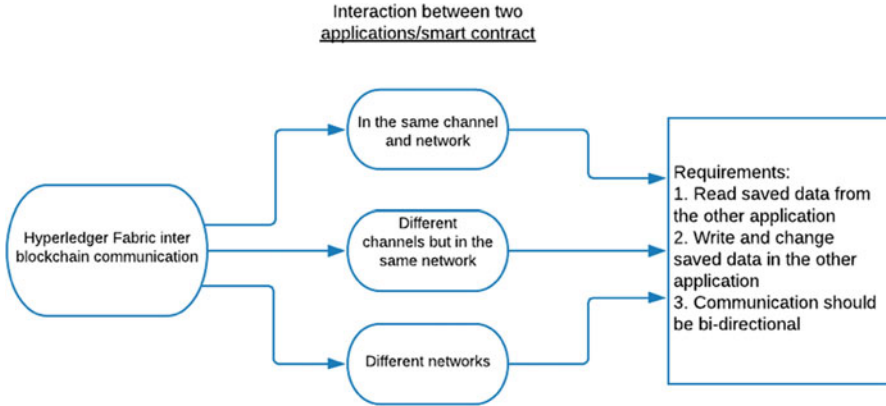 Interaction between two
applications/smart contract
In the same channel
and network
Hyperledger Fabric inter
blockchain communication
Different
channels but in the
same network
Different networks
Requirements:
1. Read saved data from
the other application
2. Write and change
saved data in the other
application
3. Communication should
be bi-directional